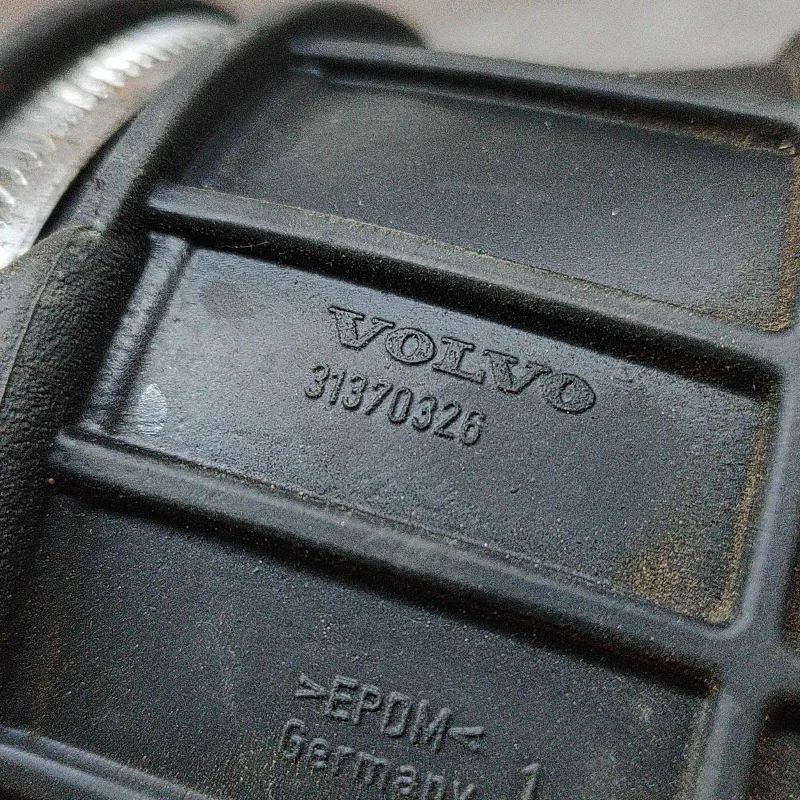 VOLVO
31370326
>EPDM<
Germany 1